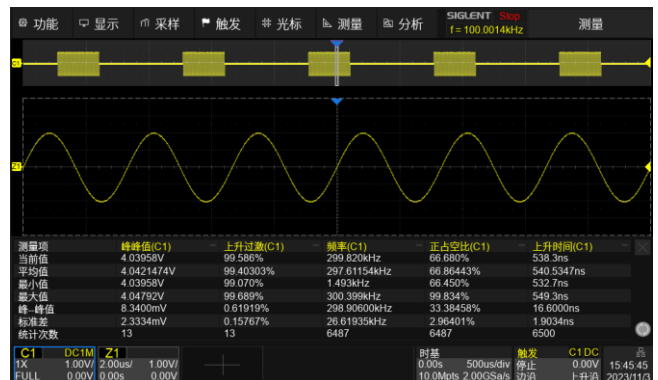 功能 显示 采样 触发 光标 测量 分析 SIGLENT Stop 测量
f = 100.0014kHz
C1
Z1
测量项 峰峰值(C1) 上升过激(C1) 频率(C1) 正占空比(C1) 上升时间(C1)
当前值 4.03958V 99.586% 299.820kHz 66.680% 538.3ns
平均值 4.0421474V 99.40303% 297.61154kHz 66.86443% 540.5347ns
最小值 4.03958V 99.070% 1.493kHz 66.450% 532.7ns
最大值 4.04792V 99.689% 300.399kHz 99.834% 549.3ns
峰--峰值 8.3400mV 0.61919% 298.90600kHz 33.38458% 16.6000ns
标准差 2.3334mV 0.15767% 26.61935kHz 2.96401% 1.9034ns
统计次数 13 13 6487 6487 6500
C1 DC1M Z1 时基 触发 C1 DC
1X 1.00V/ 2.00us/ 1.00V/ 0.00s 500us/div 停止 0.00V 15:45:45
FULL 0.00V 0.00s 0.00V 10.0Mpts 2.00GSa/s 边沿 上升沿 2023/11/3